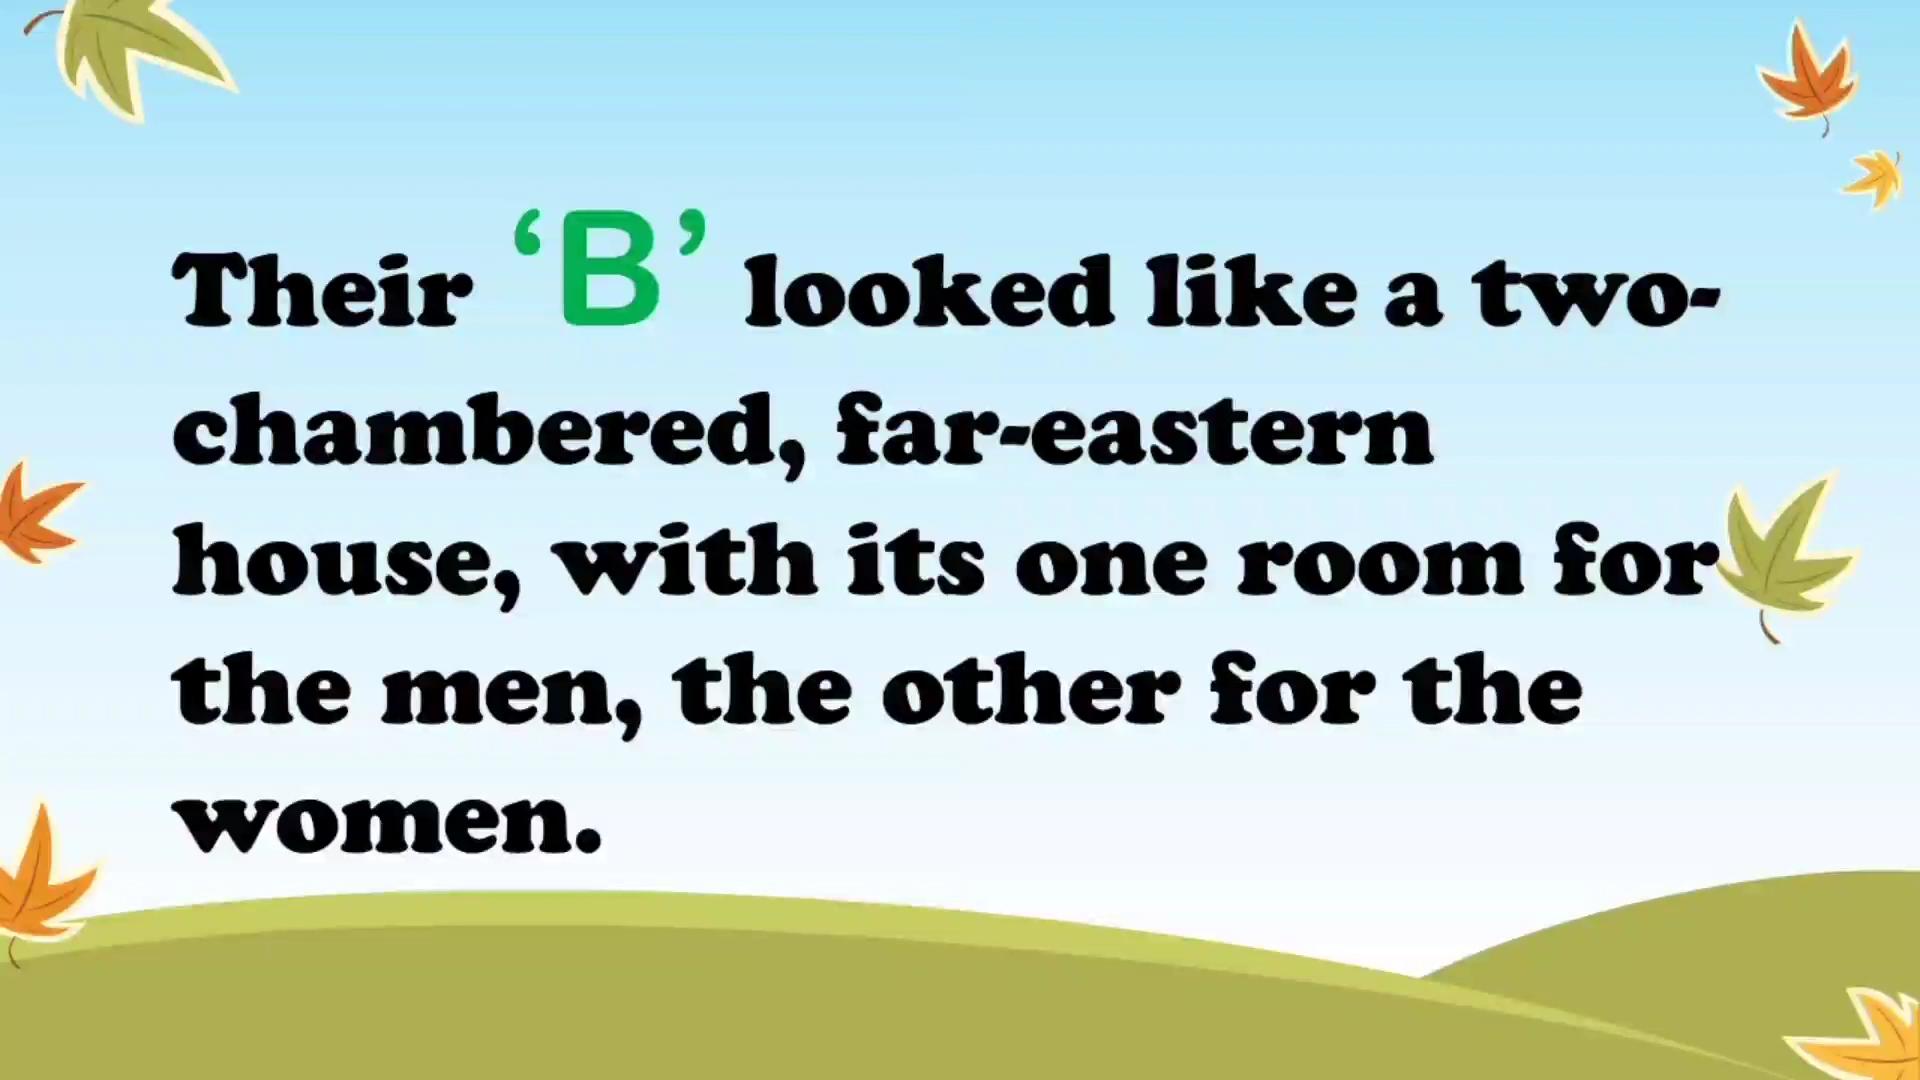 Their ‘B’ looked like a two-
chambered, far-eastern
house, with its one room for
the men, the other for the
women.